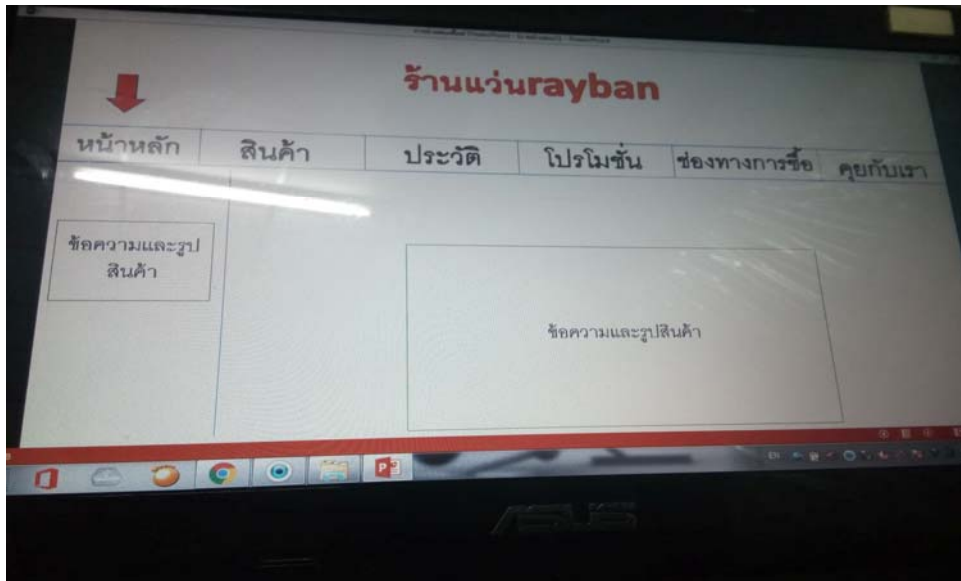 ร้านแว่นrayban
หน้าหลัก
สินค้า
ประวัติ
โปรโมชั่น
ช่องทางการซื้อ
คุยกับเรา
ข้อความและรูป
สินค้า
ข้อความและรูปสินค้า
EN
ASUS